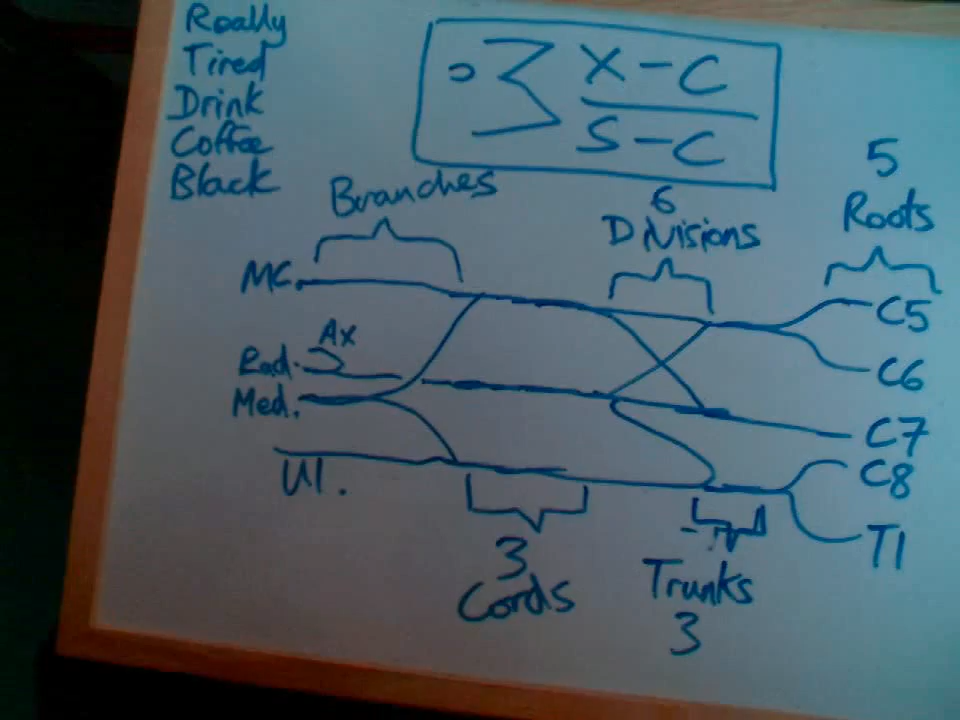 Really
Tired
Drink
Coffee
Black
Σ X-C
S-C
Branches
6
Divisions
5
Roots
MC.
Ax
Rad.
Med.
Ul.
C5
C6
C7
C8
T1
3
Cords
Trunks
3